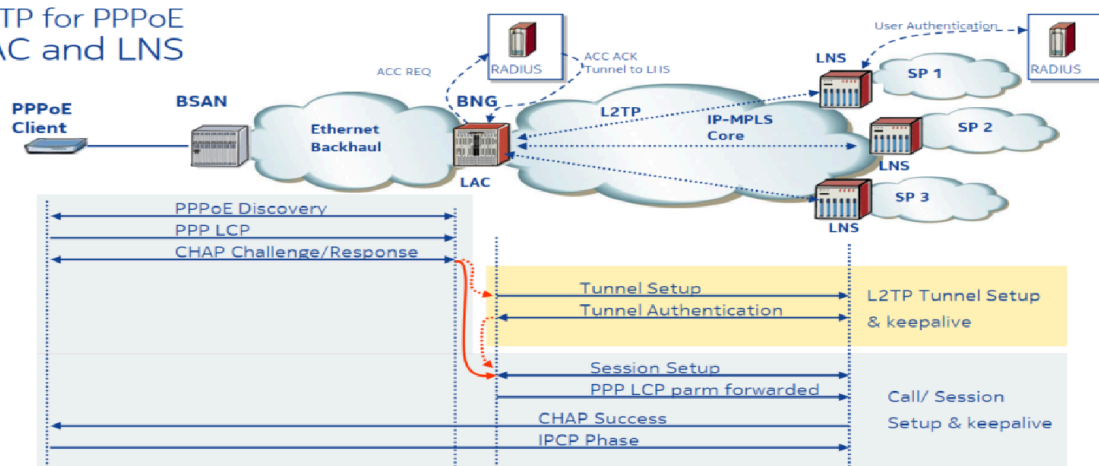 TP for PPPoE
AC and LNS
PPPoE
Client
BSAN
Ethernet
Backhaul
ACC REQ
RADIUS
ACC ACK
Tunnel to LHS
BNG
LAC
L2TP
IP-MPLS
Core
User Authentication
LNS
SP 1
RADIUS
SP 2
LNS
SP 3
LNS
PPPoE Discovery
PPP LCP
CHAP Challenge/Response
Tunnel Setup
Tunnel Authentication
L2TP Tunnel Setup
& keepalive
Session Setup
PPP LCP parm forwarded
CHAP Success
IPCP Phase
Call/ Session
Setup & keepalive